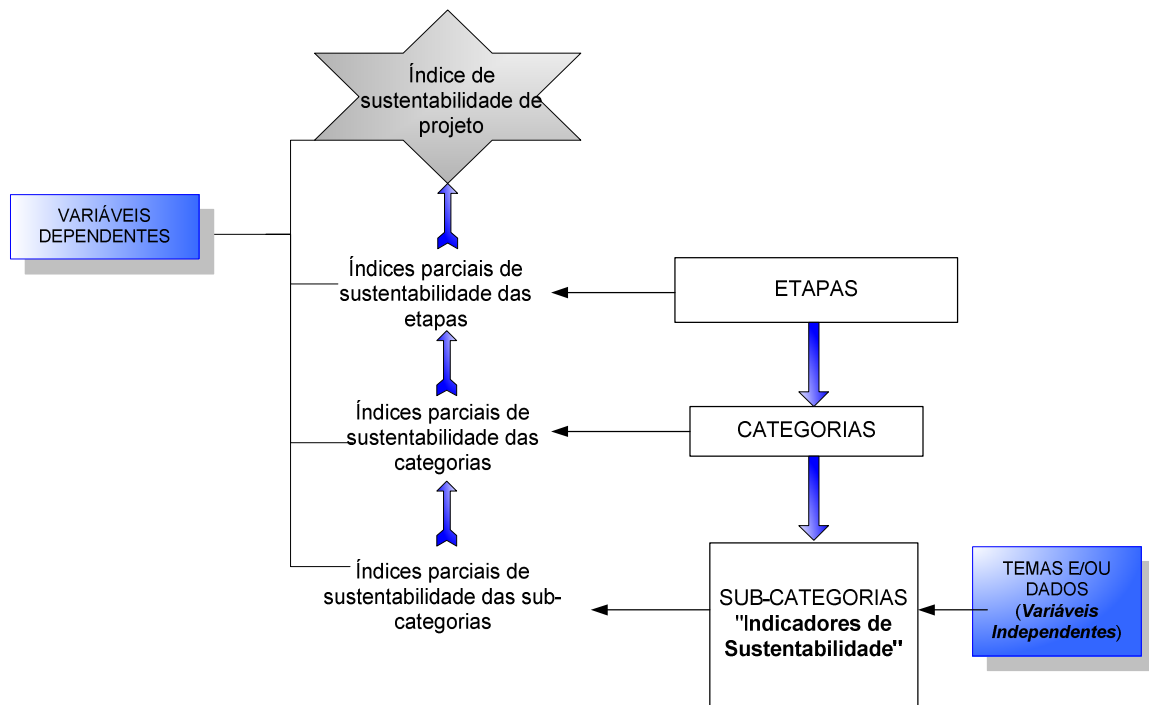 Índice de
sustentabilidade de
projeto
VARIÁVEIS
DEPENDENTES
Índices parciais de
sustentabilidade das
etapas
ETAPAS
Índices parciais de
sustentabilidade das
categorias
CATEGORIAS
Índices parciais de
sustentabilidade das sub-
categorias
SUB-CATEGORIAS
"Indicadores de
Sustentabilidade"
TEMAS E/OU
DADOS
(Variáveis
Independentes)